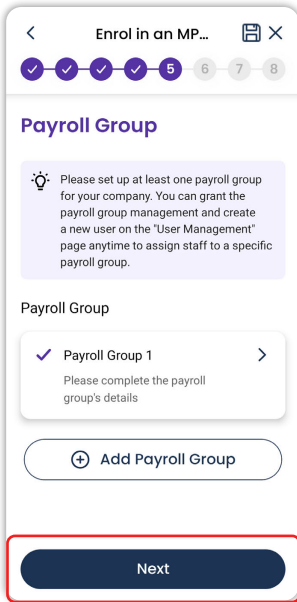 Enrol in an MP...
5 6 7 8
Payroll Group
Please set up at least one payroll group
for your company. You can grant the
payroll group management and create
a new user on the "User Management"
page anytime to assign staff to a specific
payroll group.
Payroll Group
Payroll Group 1
Please complete the payroll
group's details
Add Payroll Group
Next